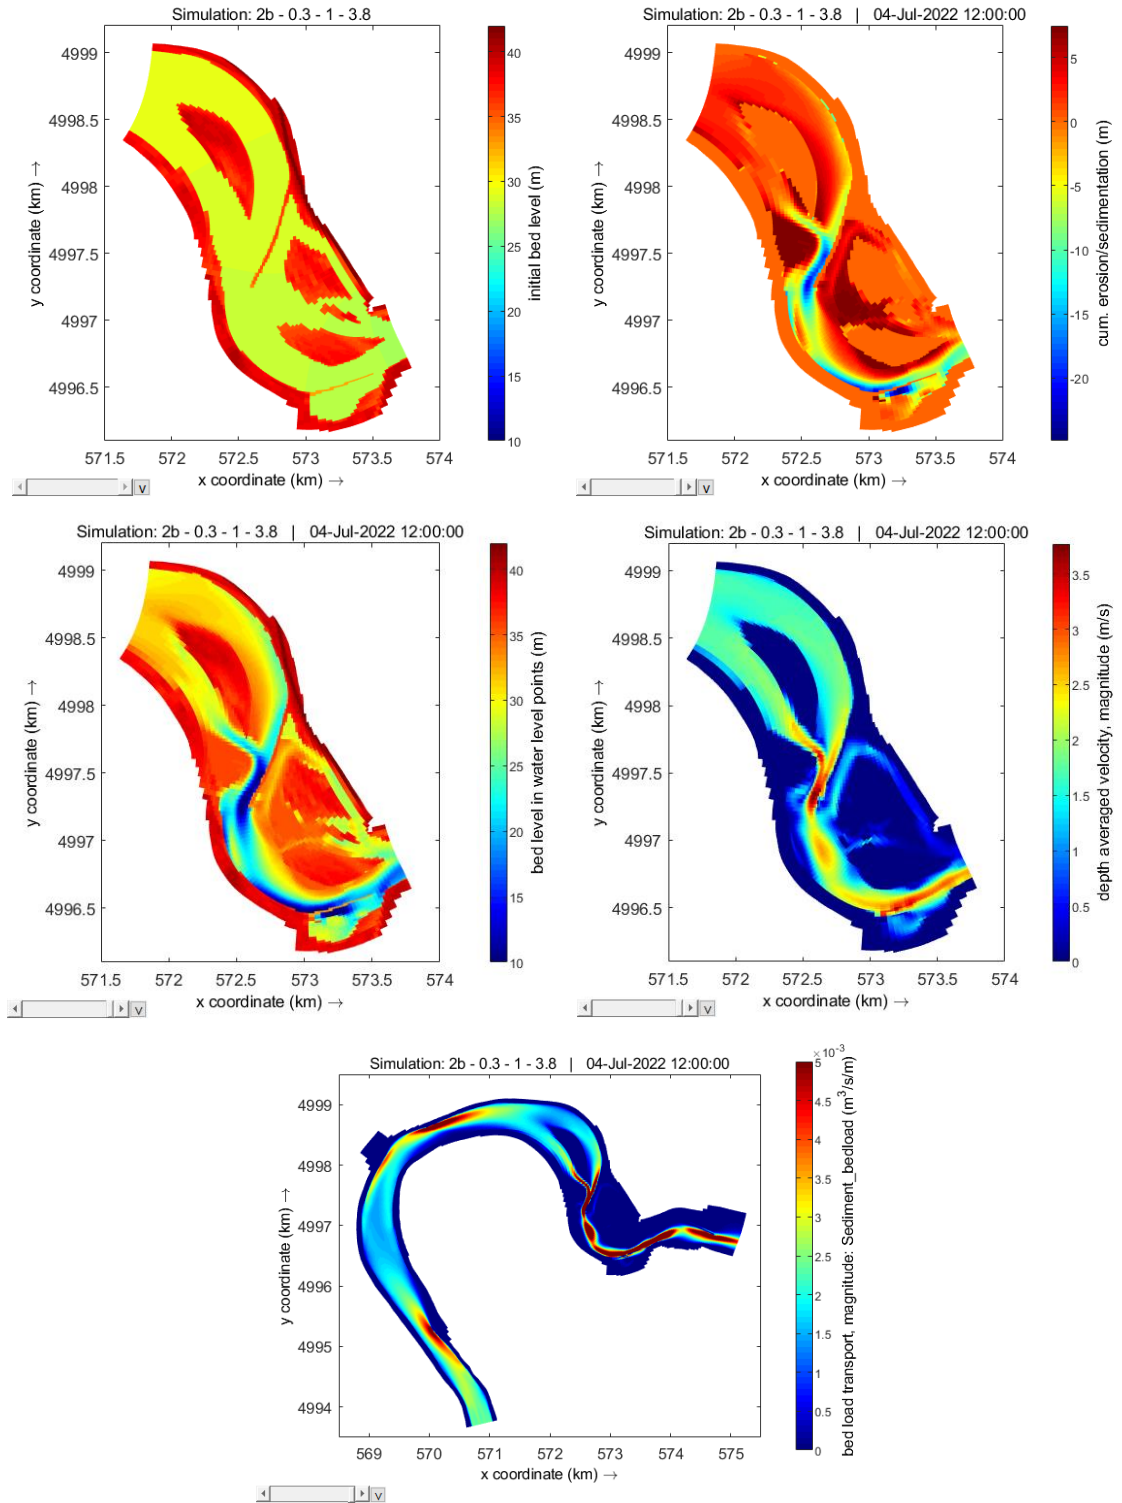 Simulation: 2b - 0.3 - 1 - 3.8
4999
4998.5
4998
4997.5
4997
4996.5
571.5 572 572.5 573 573.5 574
x coordinate (km) →
y coordinate (km) →
40
35
30
25
20
15
10
initial bed level (m)
v
Simulation: 2b - 0.3 - 1 - 3.8 | 04-Jul-2022 12:00:00
4999
4998.5
4998
4997.5
4997
4996.5
571.5 572 572.5 573 573.5 574
x coordinate (km) →
y coordinate (km) →
5
0
-5
-10
-15
-20
cum. erosion/sedimentation (m)
v
Simulation: 2b - 0.3 - 1 - 3.8 | 04-Jul-2022 12:00:00
4999
4998.5
4998
4997.5
4997
4996.5
571.5 572 572.5 573 573.5 574
x coordinate (km) →
y coordinate (km) →
40
35
30
25
20
15
10
bed level in water level points (m)
v
Simulation: 2b - 0.3 - 1 - 3.8 | 04-Jul-2022 12:00:00
4999
4998.5
4998
4997.5
4997
4996.5
571.5 572 572.5 573 573.5 574
x coordinate (km) →
y coordinate (km) →
3.5
3
2.5
2
1.5
1
0.5
0
depth averaged velocity, magnitude (m/s)
v
Simulation: 2b - 0.3 - 1 - 3.8 | 04-Jul-2022 12:00:00
4999
4998
4997
4996
4995
4994
569 570 571 572 573 574 575
x coordinate (km) →
y coordinate (km) →
×10⁻³
5
4.5
4
3.5
3
2.5
2
1.5
1
0.5
0
bed load transport, magnitude: Sediment_bedload (m³/s/m)
v